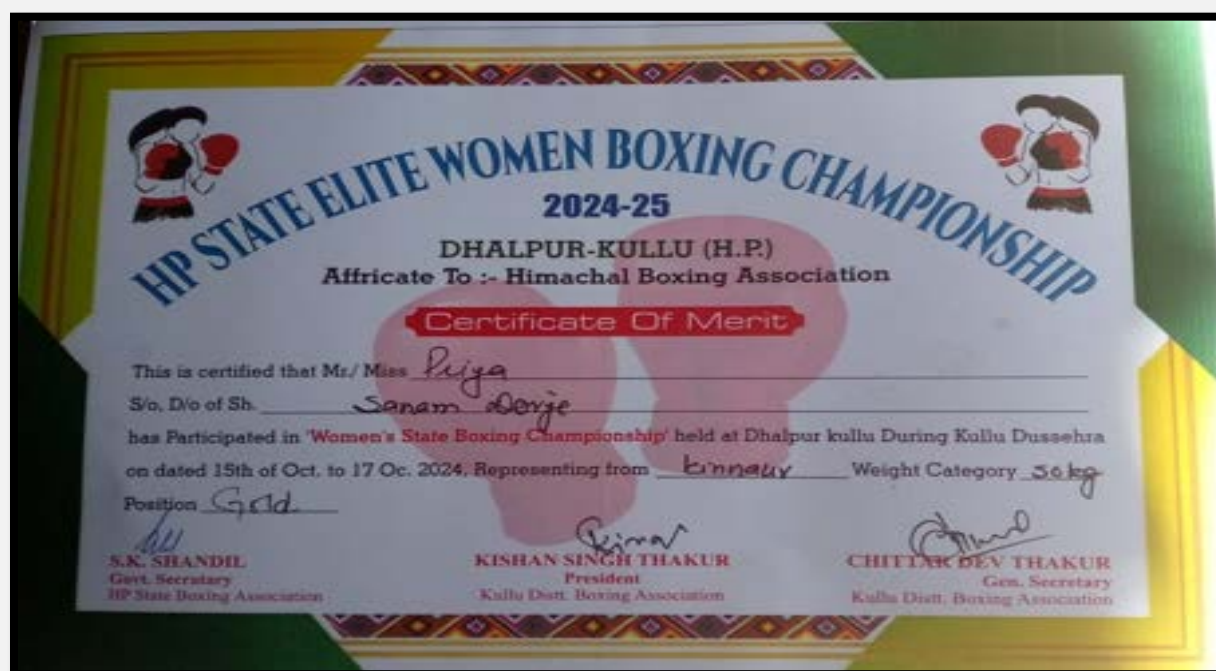 HP STATE ELITE WOMEN BOXING CHAMPIONSHIP
2024-25
DHALPUR-KULLU (H.P.)
Affricate To :- Himachal Boxing Association
Certificate Of Merit
This is certified that Mr./ Miss Priya
S/o, D/o of Sh. Sanam Dorje
has Participated in 'Women's State Boxing Championship' held at Dhalpur kullu During Kullu Dussehra
on dated 15th of Oct. to 17 Oc. 2024, Representing from kinnaur Weight Category 50 kg
Position Gold
S.K. SHANDIL KISHAN SINGH THAKUR CHITTAR DEV THAKUR
Govt. Secratary President Gen. Secretary
HP State Boxing Association Kullu Distt. Boxing Association Kullu Distt. Boxing Association